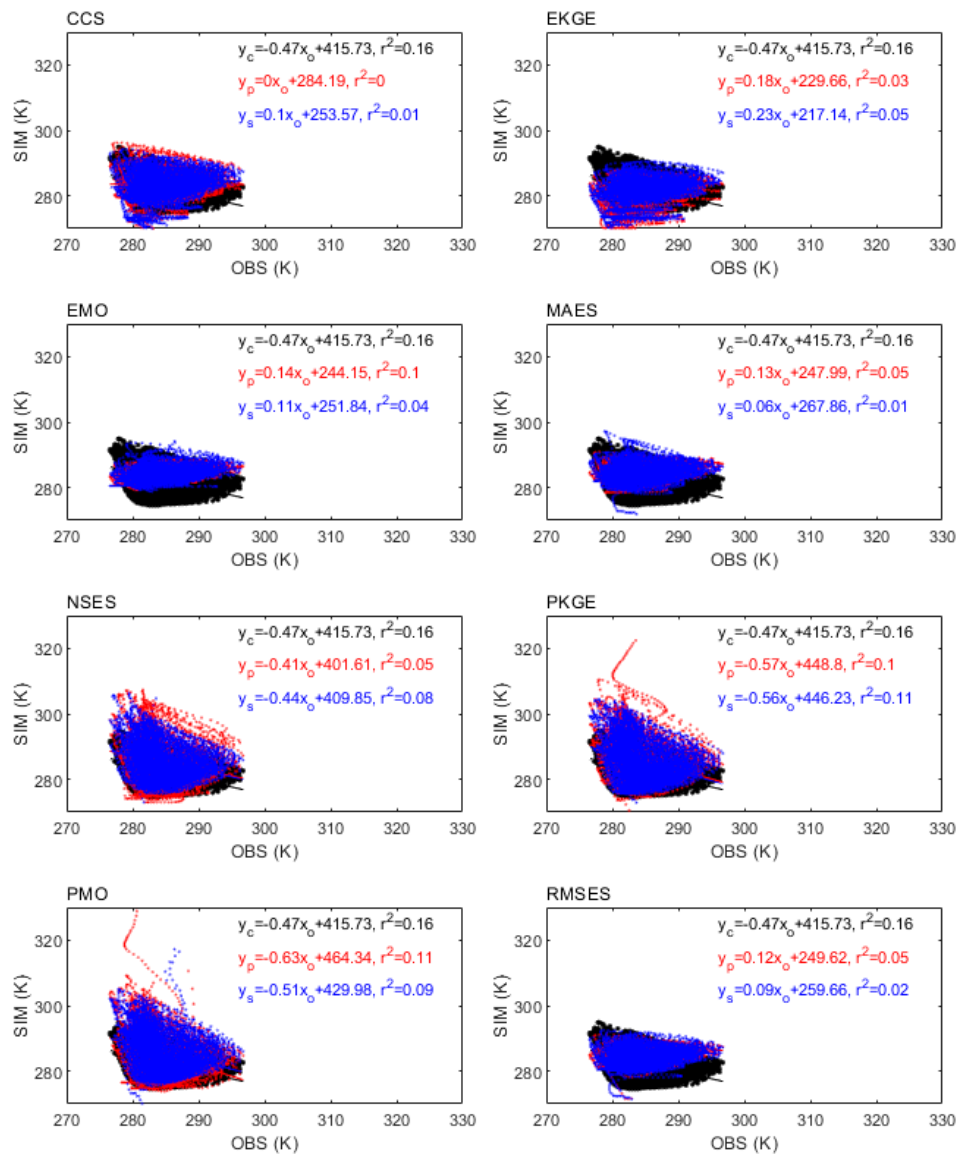 CCS
y_c=-0.47x_o+415.73, r^2=0.16
y_p=0x_o+284.19, r^2=0
y_s=0.1x_o+253.57, r^2=0.01
SIM (K)
320
300
280
270 280 290 300 310 320 330
OBS (K)
EKGE
y_c=-0.47x_o+415.73, r^2=0.16
y_p=0.18x_o+229.66, r^2=0.03
y_s=0.23x_o+217.14, r^2=0.05
SIM (K)
320
300
280
270 280 290 300 310 320 330
OBS (K)
EMO
y_c=-0.47x_o+415.73, r^2=0.16
y_p=0.14x_o+244.15, r^2=0.1
y_s=0.11x_o+251.84, r^2=0.04
SIM (K)
320
300
280
270 280 290 300 310 320 330
OBS (K)
MAES
y_c=-0.47x_o+415.73, r^2=0.16
y_p=0.13x_o+247.99, r^2=0.05
y_s=0.06x_o+267.86, r^2=0.01
SIM (K)
320
300
280
270 280 290 300 310 320 330
OBS (K)
NSES
y_c=-0.47x_o+415.73, r^2=0.16
y_p=-0.41x_o+401.61, r^2=0.05
y_s=-0.44x_o+409.85, r^2=0.08
SIM (K)
320
300
280
270 280 290 300 310 320 330
OBS (K)
PKGE
y_c=-0.47x_o+415.73, r^2=0.16
y_p=-0.57x_o+448.8, r^2=0.1
y_s=-0.56x_o+446.23, r^2=0.11
SIM (K)
320
300
280
270 280 290 300 310 320 330
OBS (K)
PMO
y_c=-0.47x_o+415.73, r^2=0.16
y_p=-0.63x_o+464.34, r^2=0.11
y_s=-0.51x_o+429.98, r^2=0.09
SIM (K)
320
300
280
270 280 290 300 310 320 330
OBS (K)
RMSES
y_c=-0.47x_o+415.73, r^2=0.16
y_p=0.12x_o+249.62, r^2=0.05
y_s=0.09x_o+259.66, r^2=0.02
SIM (K)
320
300
280
270 280 290 300 310 320 330
OBS (K)